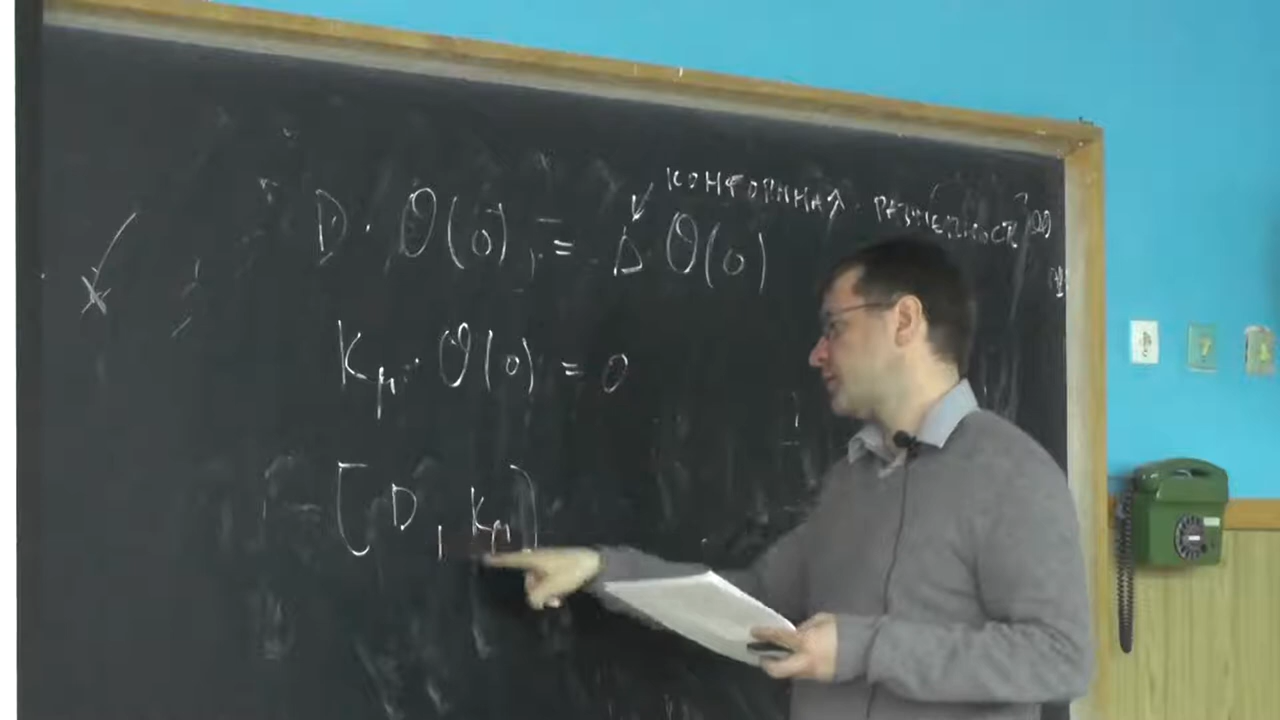 конформная размерность
D · O(0) = Δ O(0)
K_μ · O(0) = 0
[D, K_μ]